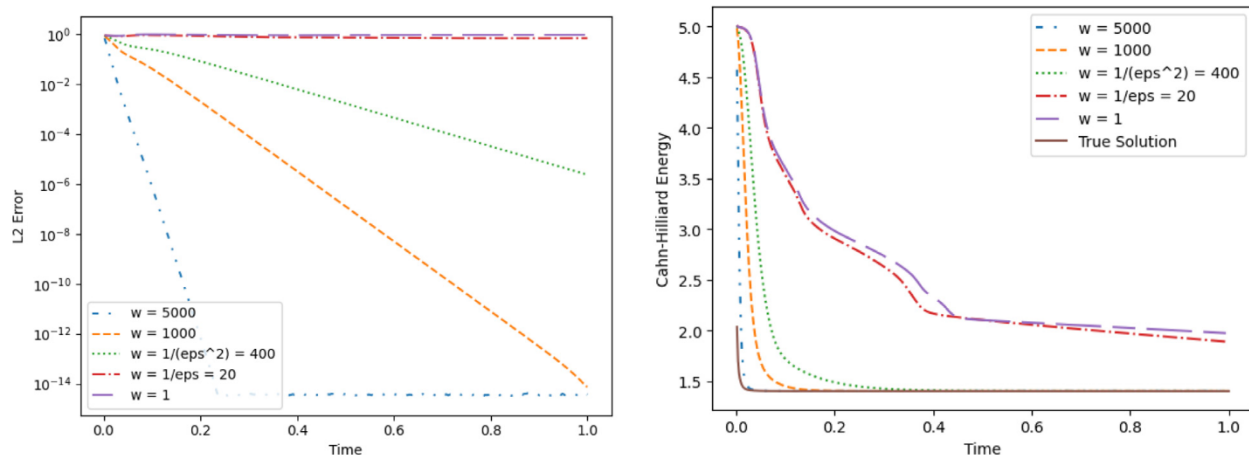 10^0
10^-2
10^-4
10^-6
10^-8
10^-10
10^-12
10^-14
L2 Error
w = 5000
w = 1000
w = 1/(eps^2) = 400
w = 1/eps = 20
w = 1
0.0 0.2 0.4 0.6 0.8 1.0
Time
5.0
4.5
4.0
3.5
3.0
2.5
2.0
1.5
Cahn-Hilliard Energy
w = 5000
w = 1000
w = 1/(eps^2) = 400
w = 1/eps = 20
w = 1
True Solution
0.0 0.2 0.4 0.6 0.8 1.0
Time